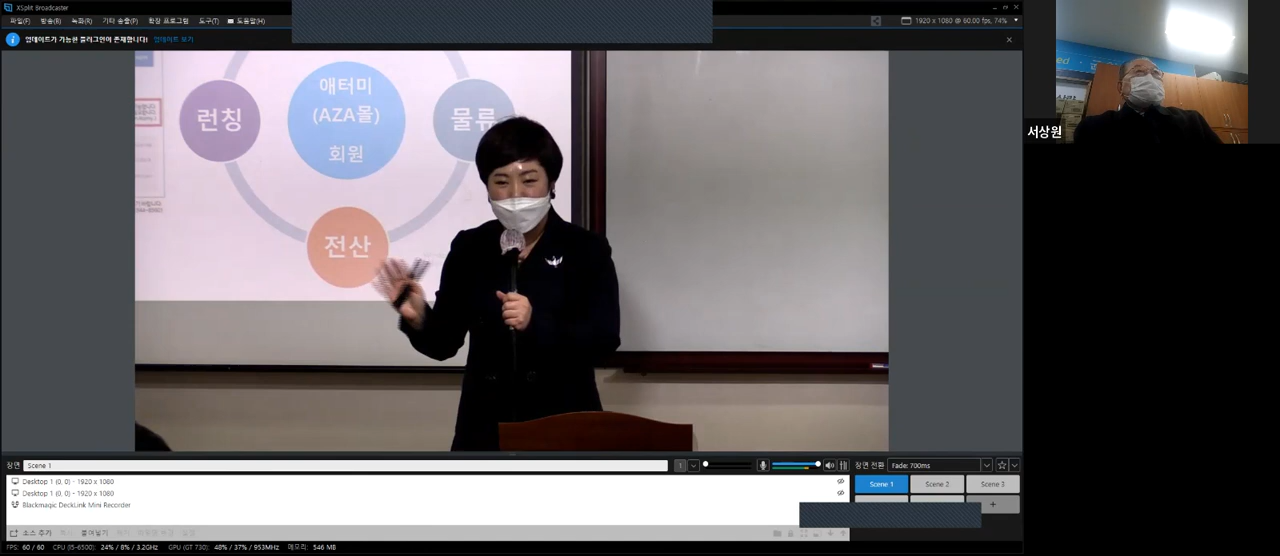 XSplit Broadcaster
파일(F) 방송(B) 녹화(R) 기타 송출(P) 확장 프로그램 도구(T) 도움말(H)
1920 x 1080 @ 60.00 fps, 74%
업데이트가 가능한 플러그인이 존재합니다! 업데이트 보기
애터미
(AZA몰)
회원
런칭
물류
전산
서상원
장면 Scene 1
1
장면 전환 Fade: 700ms
Desktop 1 (0, 0) - 1920 x 1080
Desktop 1 (0, 0) - 1920 x 1080
Blackmagic DeckLink Mini Recorder
Scene 1 Scene 2 Scene 3
소스 추가 복사 붙여넣기
FPS: 60 / 60 CPU (i5-6500): 24% / 8% / 3.2GHz GPU (GT 730): 48% / 37% / 953MHz 메모리: 546 MB